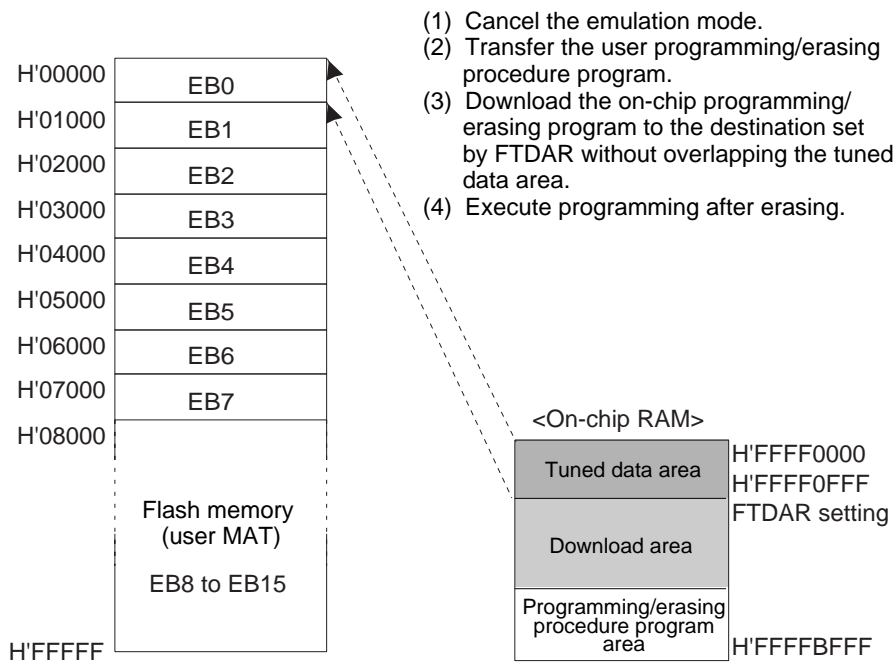 (1) Cancel the emulation mode.
(2) Transfer the user programming/erasing
procedure program.
(3) Download the on-chip programming/
erasing program to the destination set
by FTDAR without overlapping the tuned
data area.
(4) Execute programming after erasing.
H'00000
EB0
H'01000
EB1
H'02000
EB2
H'03000
EB3
H'04000
EB4
H'05000
EB5
H'06000
EB6
H'07000
EB7
H'08000
Flash memory
(user MAT)
EB8 to EB15
H'FFFFF
<On-chip RAM>
Tuned data area
H'FFFF0000
H'FFFF0FFF
FTDAR setting
Download area
Programming/erasing
procedure program
area
H'FFFFBFFF